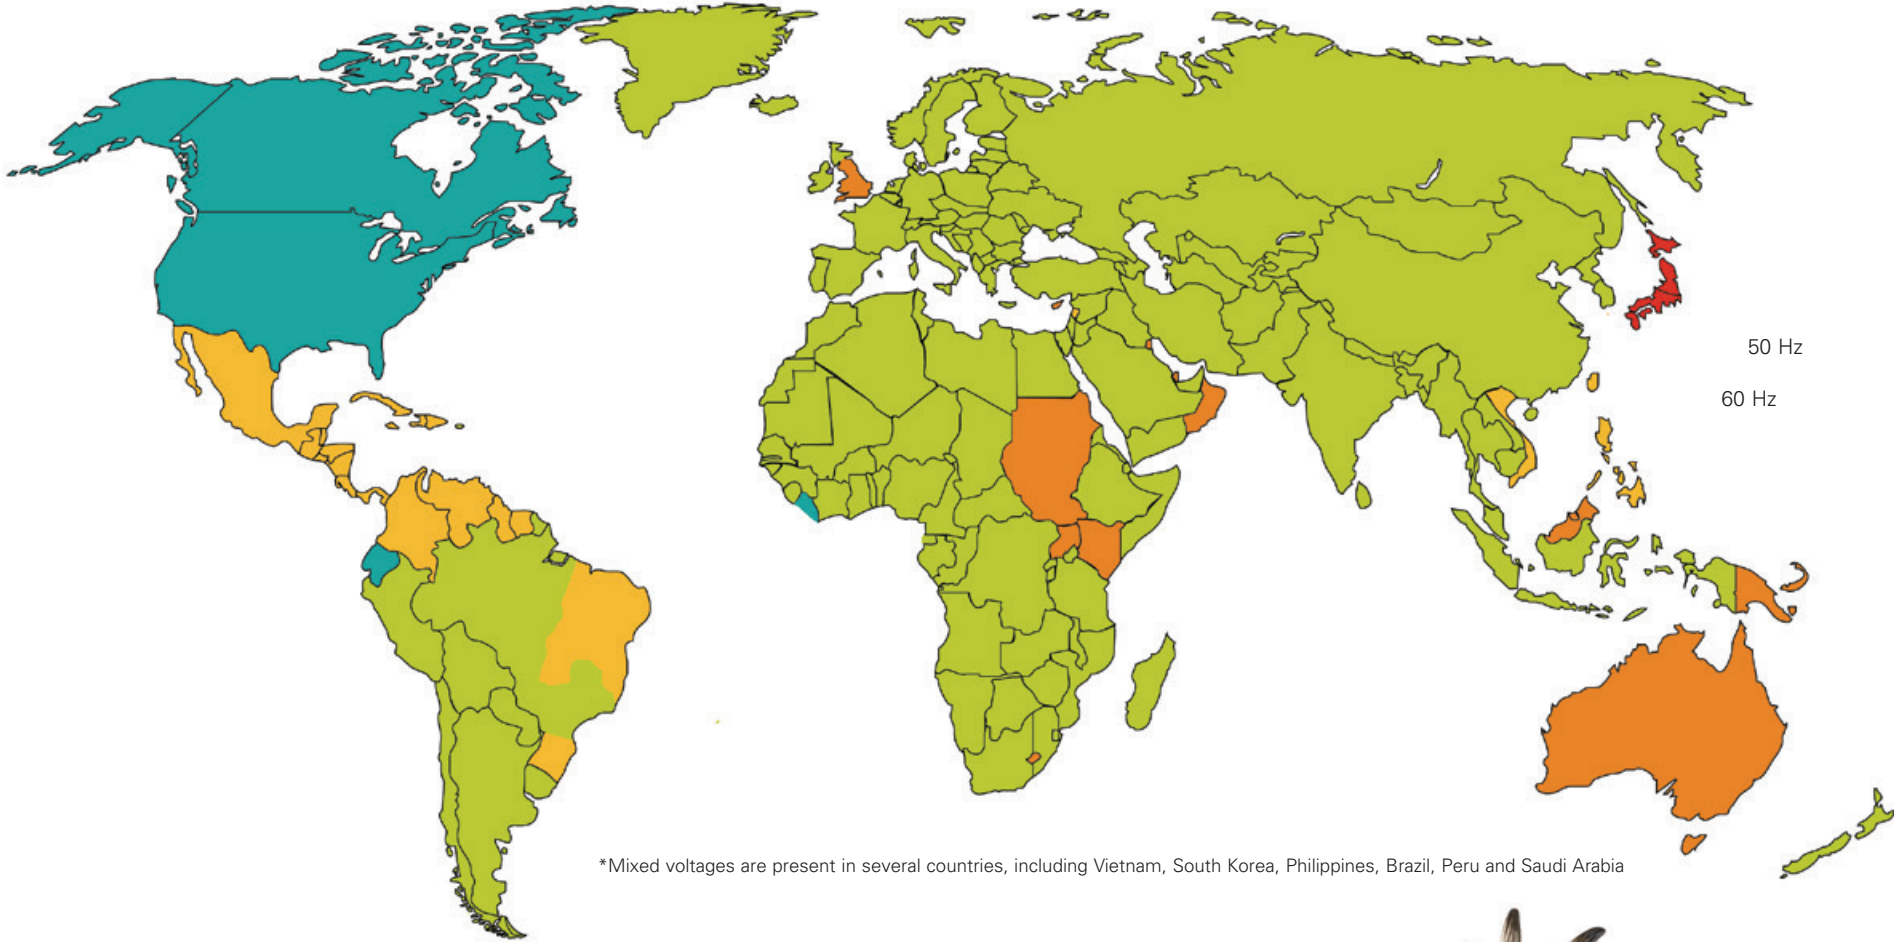 50 Hz
60 Hz
*Mixed voltages are present in several countries, including Vietnam, South Korea, Philippines, Brazil, Peru and Saudi Arabia